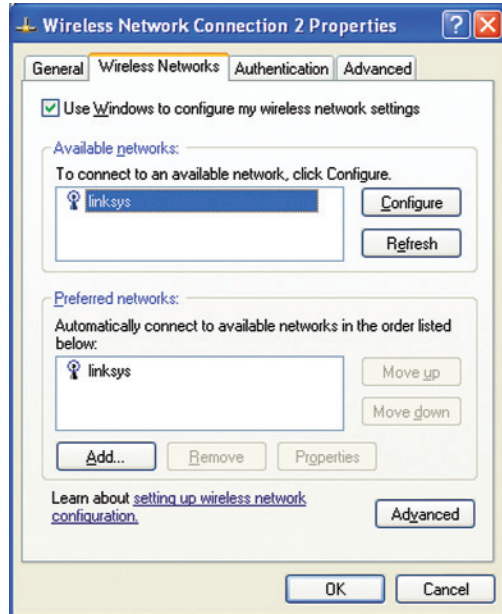 Wireless Network Connection 2 Properties
General Wireless Networks Authentication Advanced
Use Windows to configure my wireless network settings
Available networks:
To connect to an available network, click Configure.
linksys
Configure
Refresh
Preferred networks:
Automatically connect to available networks in the order listed
below:
linksys
Move up
Move down
Add... Remove Properties
Learn about setting up wireless network
configuration.
Advanced
OK Cancel